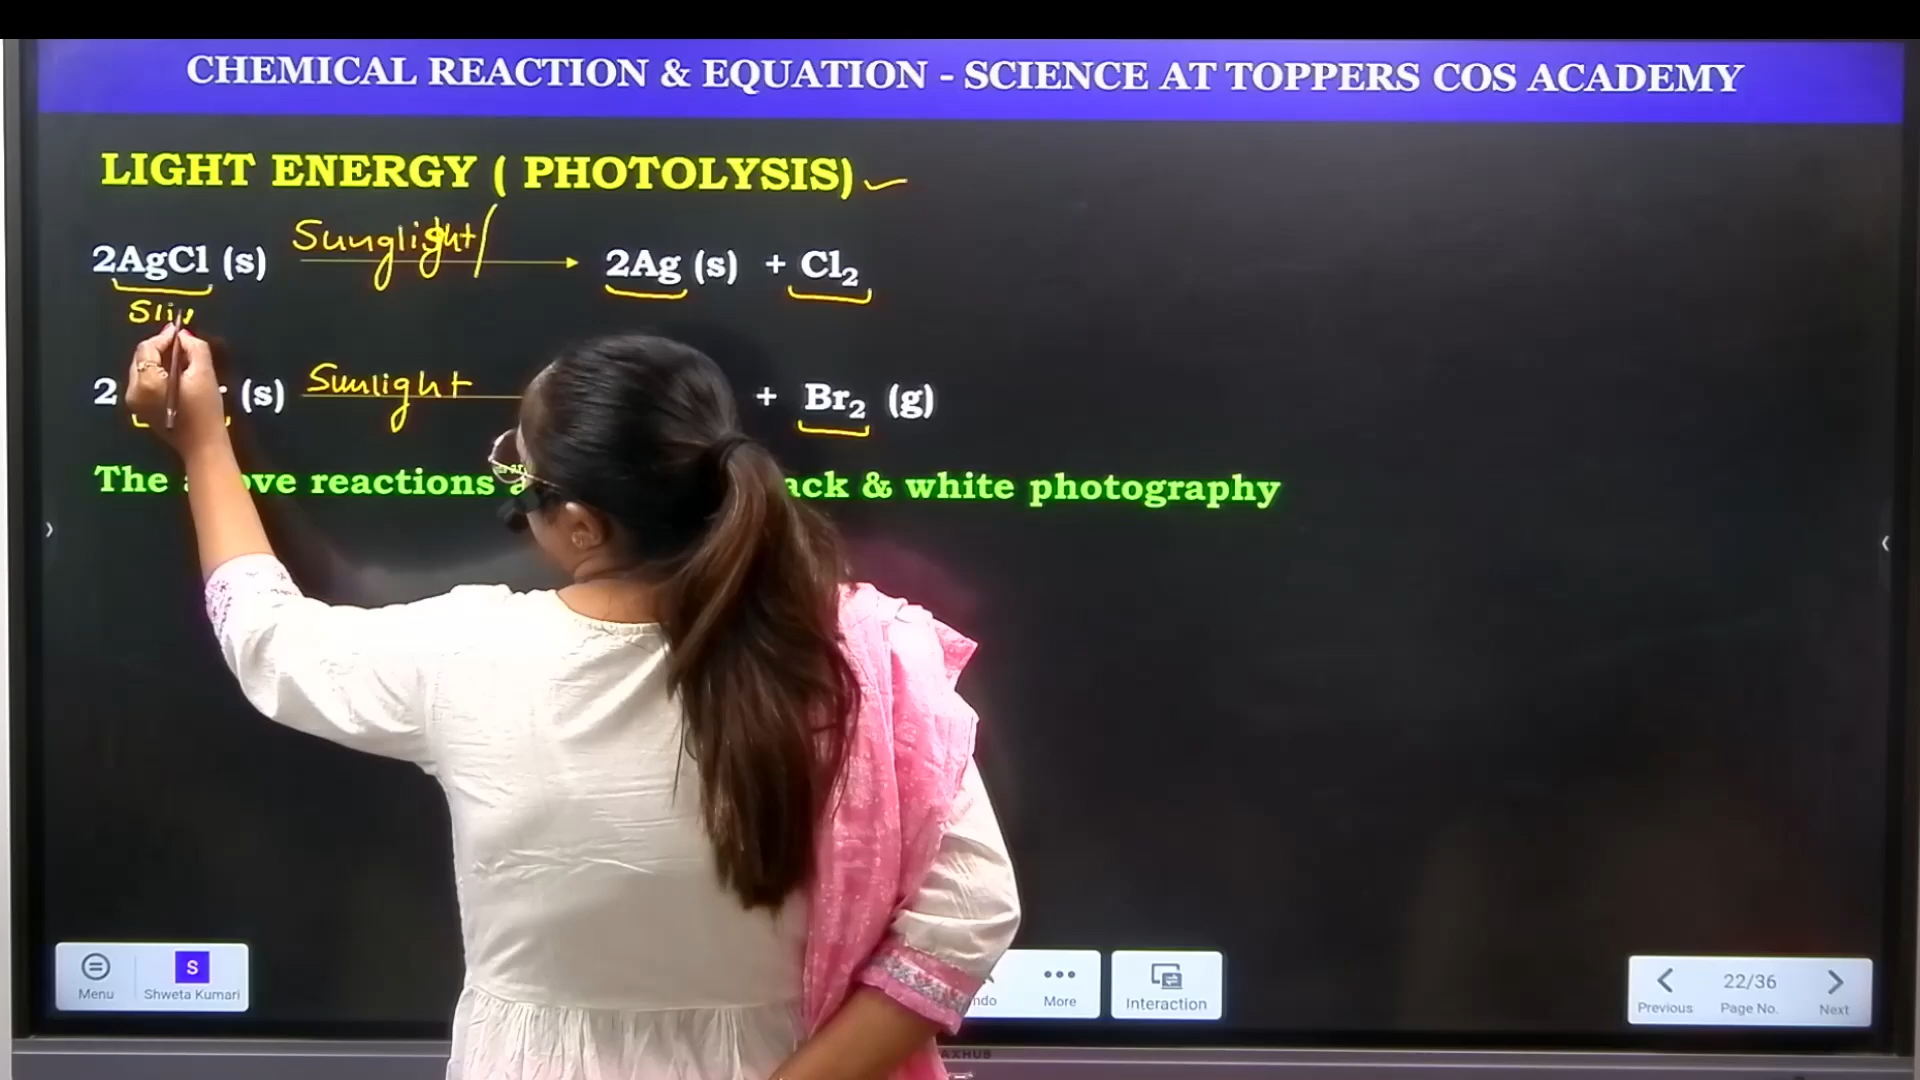 CHEMICAL REACTION & EQUATION - SCIENCE AT TOPPERS COS ACADEMY
LIGHT ENERGY ( PHOTOLYSIS)
2AgCl (s) Sunglight/ 2Ag (s) + Cl₂
Sliv
2 (s) Sunlight + Br₂ (g)
The reactions & white photography
Menu
S
Shweta Kumari
More
Interaction
Previous
22/36
Page No.
Next